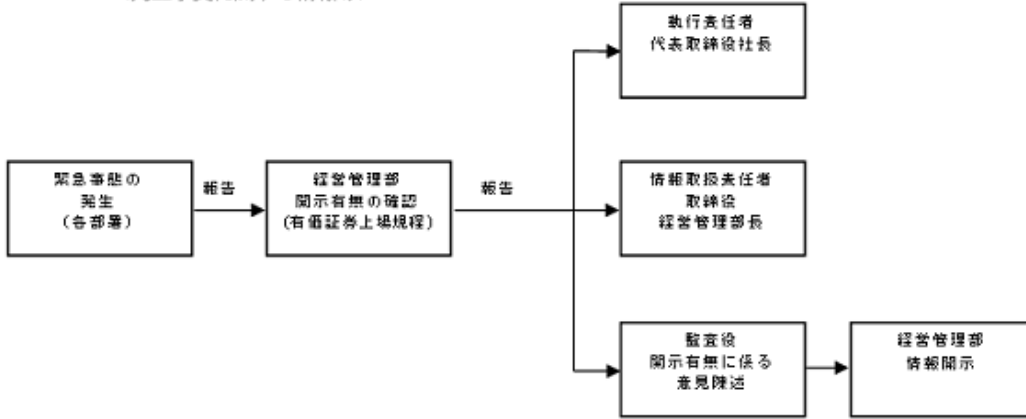 執行責任者
代表取締役社長
緊急事態の
発生
(各部署)
報告
経営管理部
開示有無の確認
(有価証券上場規程)
報告
情報取扱責任者
取締役
経営管理部長
監査役
開示有無に係る
意見陳述
経営管理部
情報開示